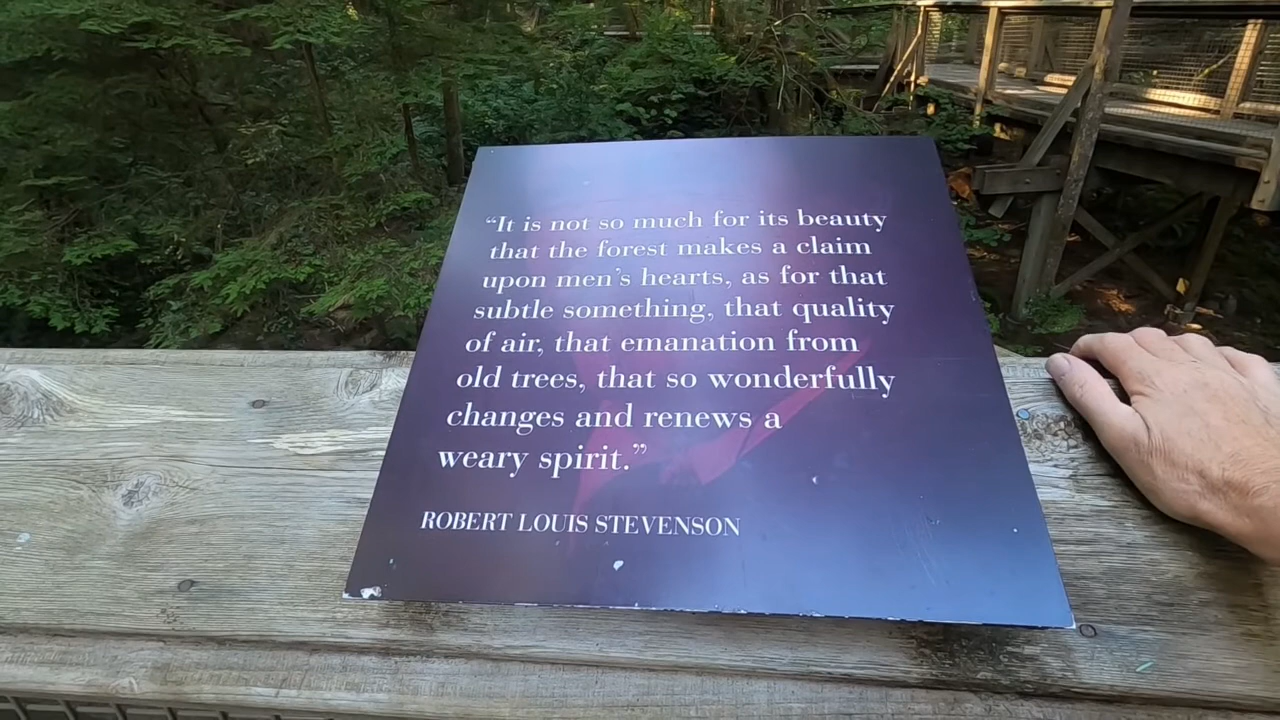 “It is not so much for its beauty
that the forest makes a claim
upon men’s hearts, as for that
subtle something, that quality
of air, that emanation from
old trees, that so wonderfully
changes and renews a
weary spirit.”
ROBERT LOUIS STEVENSON